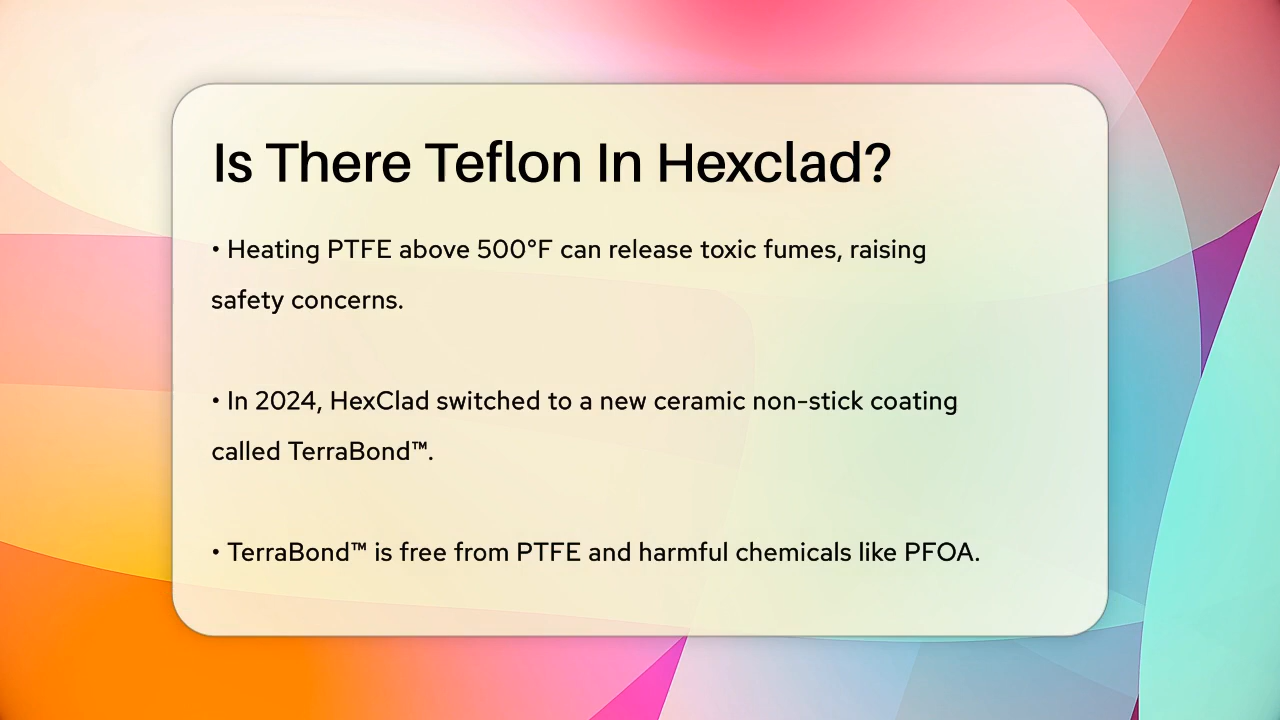 Is There Teflon In Hexclad?
• Heating PTFE above 500°F can release toxic fumes, raising
safety concerns.
• In 2024, HexClad switched to a new ceramic non-stick coating
called TerraBond™.
• TerraBond™ is free from PTFE and harmful chemicals like PFOA.